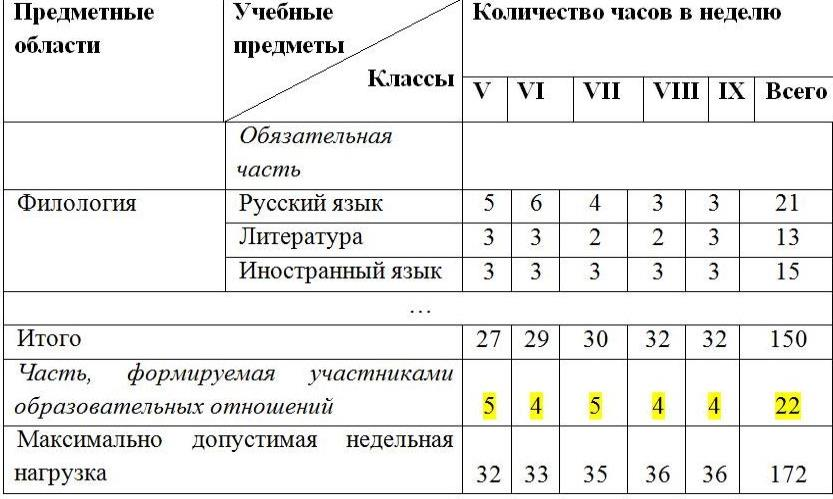 Предметные области Учебные предметы Классы Количество часов в неделю
V VI VII VIII IX Всего
Обязательная часть
Филология Русский язык 5 6 4 3 3 21
Литература 3 3 2 2 3 13
Иностранный язык 3 3 3 3 3 15
…
Итого 27 29 30 32 32 150
Часть, формируемая участниками
образовательных отношений 5 4 5 4 4 22
Максимально допустимая недельная
нагрузка 32 33 35 36 36 172